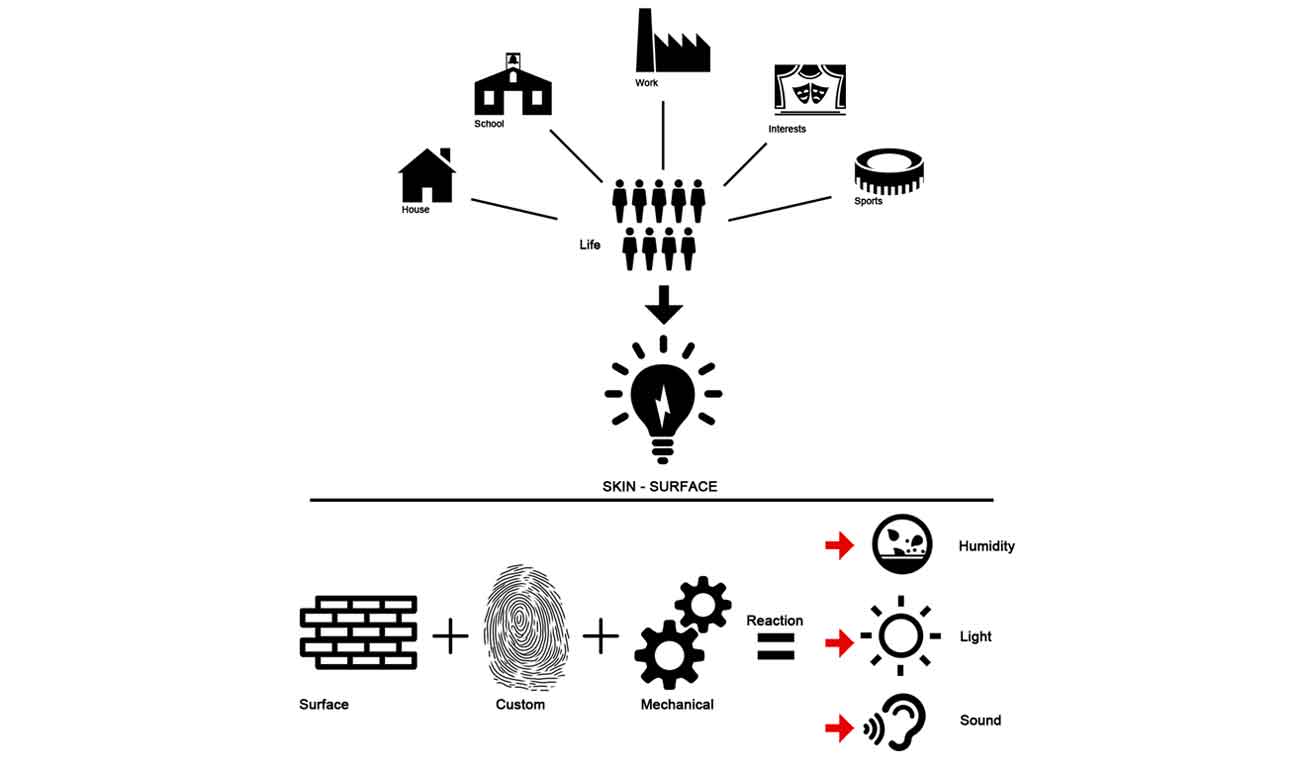 Work
School
Interests
House
Sports
Life
SKIN - SURFACE
Humidity
Reaction
Light
Surface
Custom
Mechanical
Sound